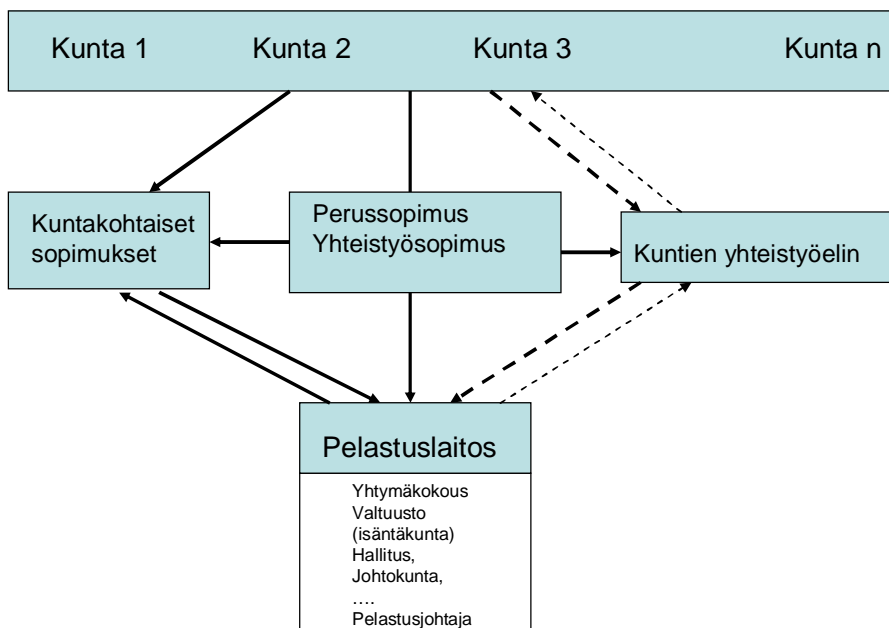 Kunta 1 Kunta 2 Kunta 3 Kunta n
Kuntakohtaiset
sopimukset
Perussopimus
Yhteistyösopimus
Kuntien yhteistyöelin
Pelastuslaitos
Yhtymäkokous
Valtuusto
(isäntäkunta)
Hallitus,
Johtokunta,
....
Pelastusjohtaja